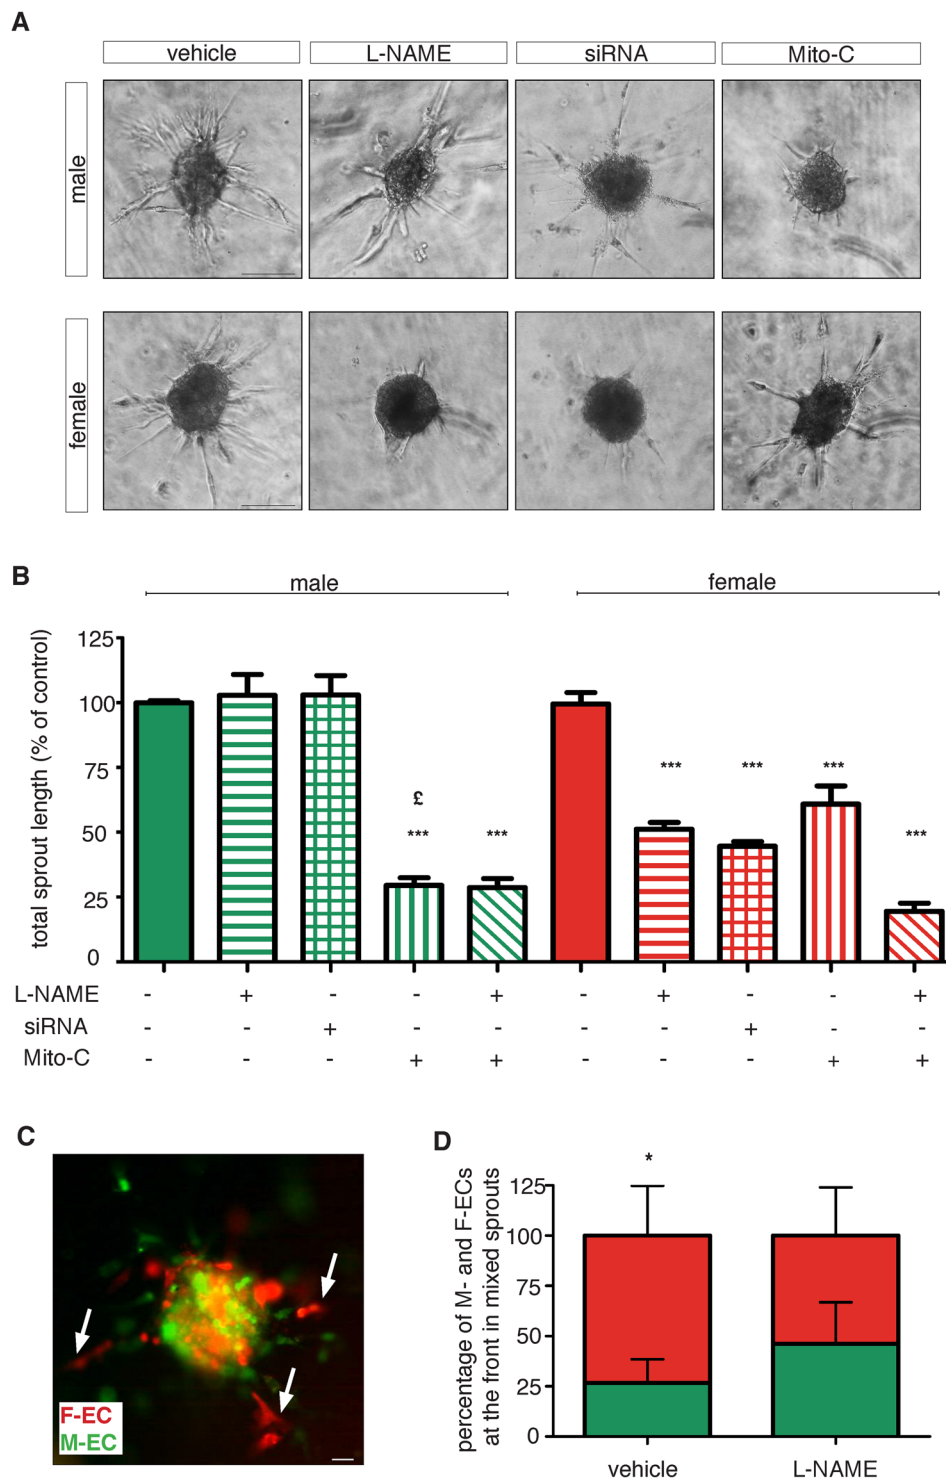 A
vehicle L-NAME siRNA Mito-C
male
female
B
male female
total sprout length (% of control)
125
100
75
50
25
0
£
*** *** *** *** *** ***
L-NAME - + - - + - + - - +
siRNA - - + - - - - + - -
Mito-C - - - + + - - - + +
C
F-EC
M-EC
D
percentage of M- and F-ECs
at the front in mixed sprouts
*
125
100
75
50
25
0
vehicle L-NAME